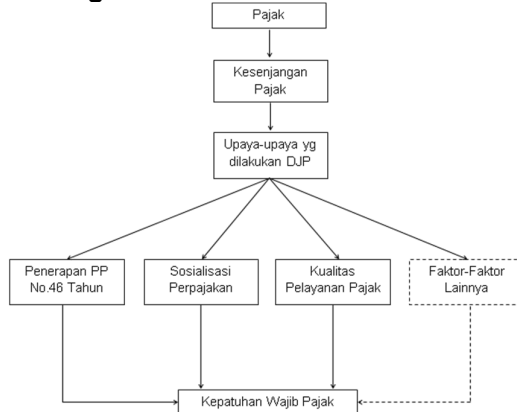 Pajak
Kesenjangan
Pajak
Upaya-upaya yg
dilakukan DJP
Penerapan PP
No.46 Tahun
Sosialisasi
Perpajakan
Kualitas
Pelayanan Pajak
Faktor-Faktor
Lainnya
Kepatuhan Wajib Pajak